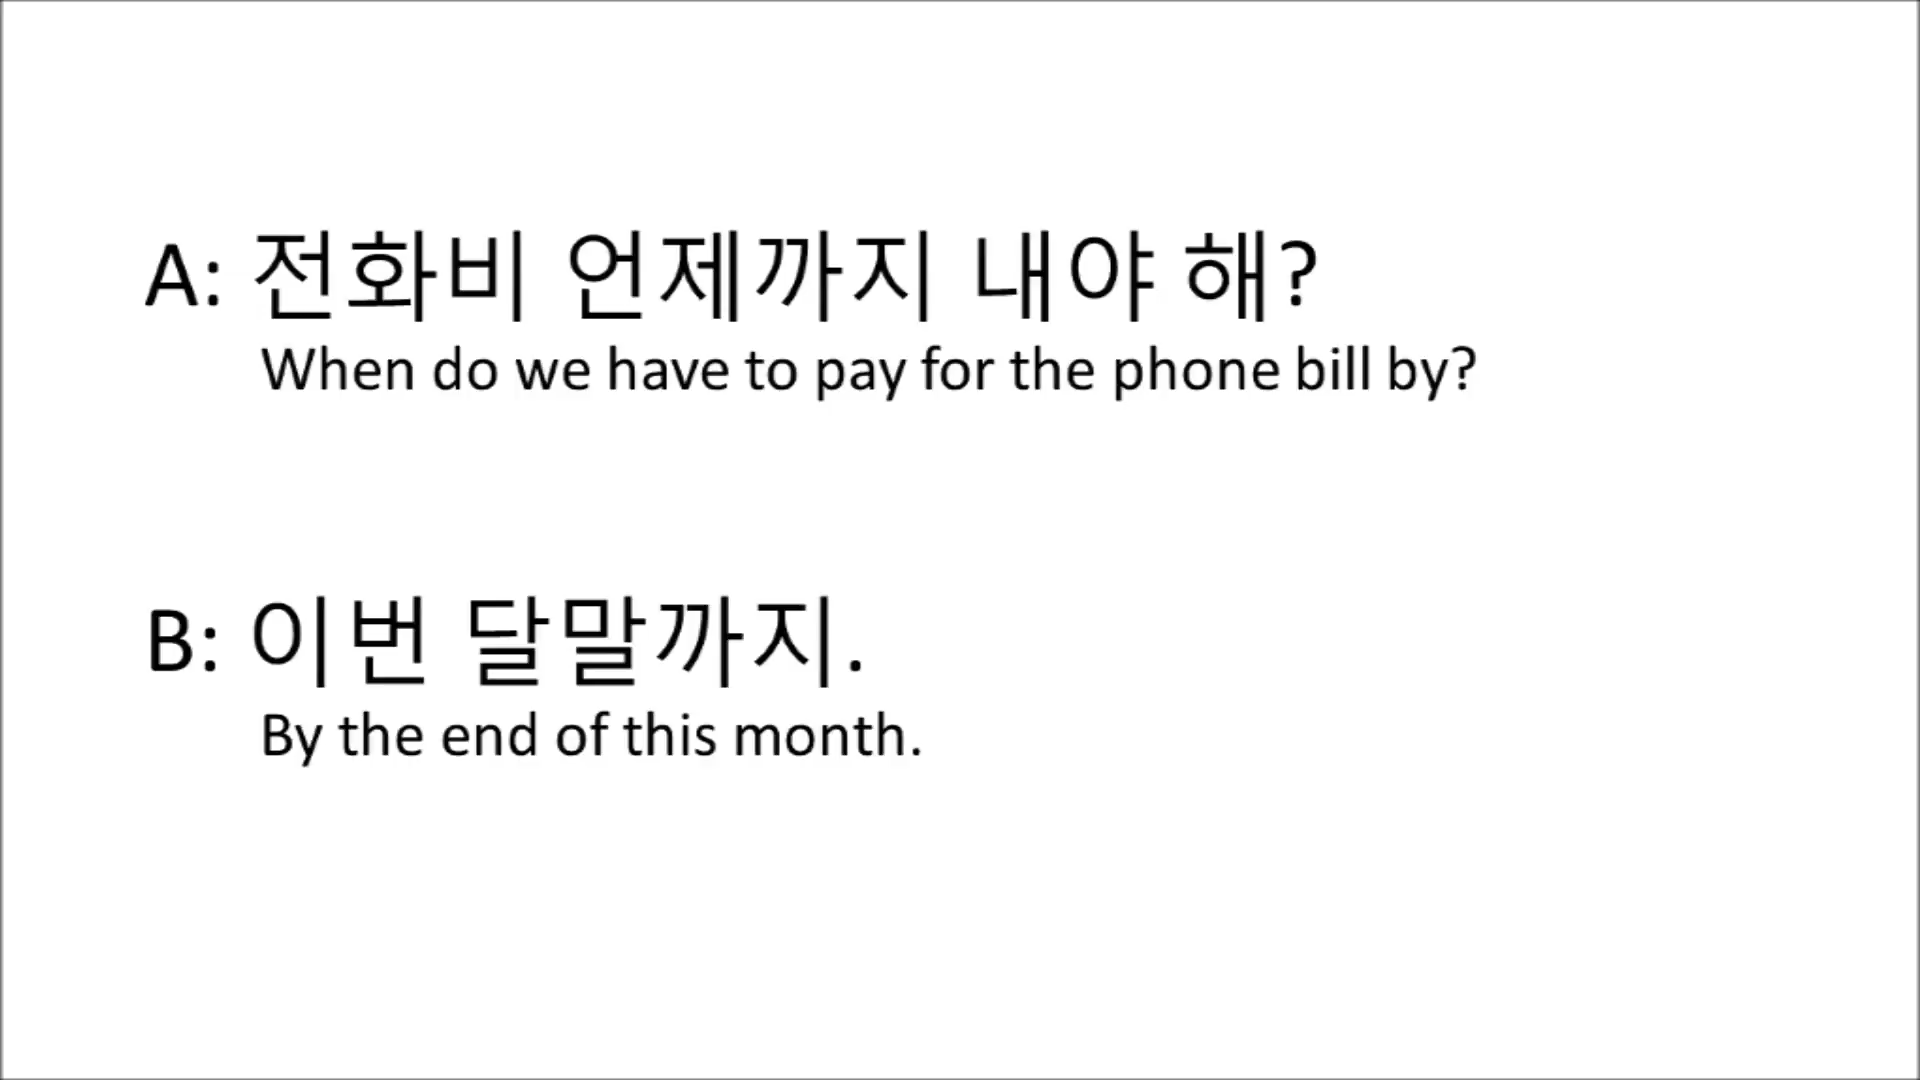 A: 전화비 언제까지 내야 해?
When do we have to pay for the phone bill by?
B: 이번 달말까지.
By the end of this month.